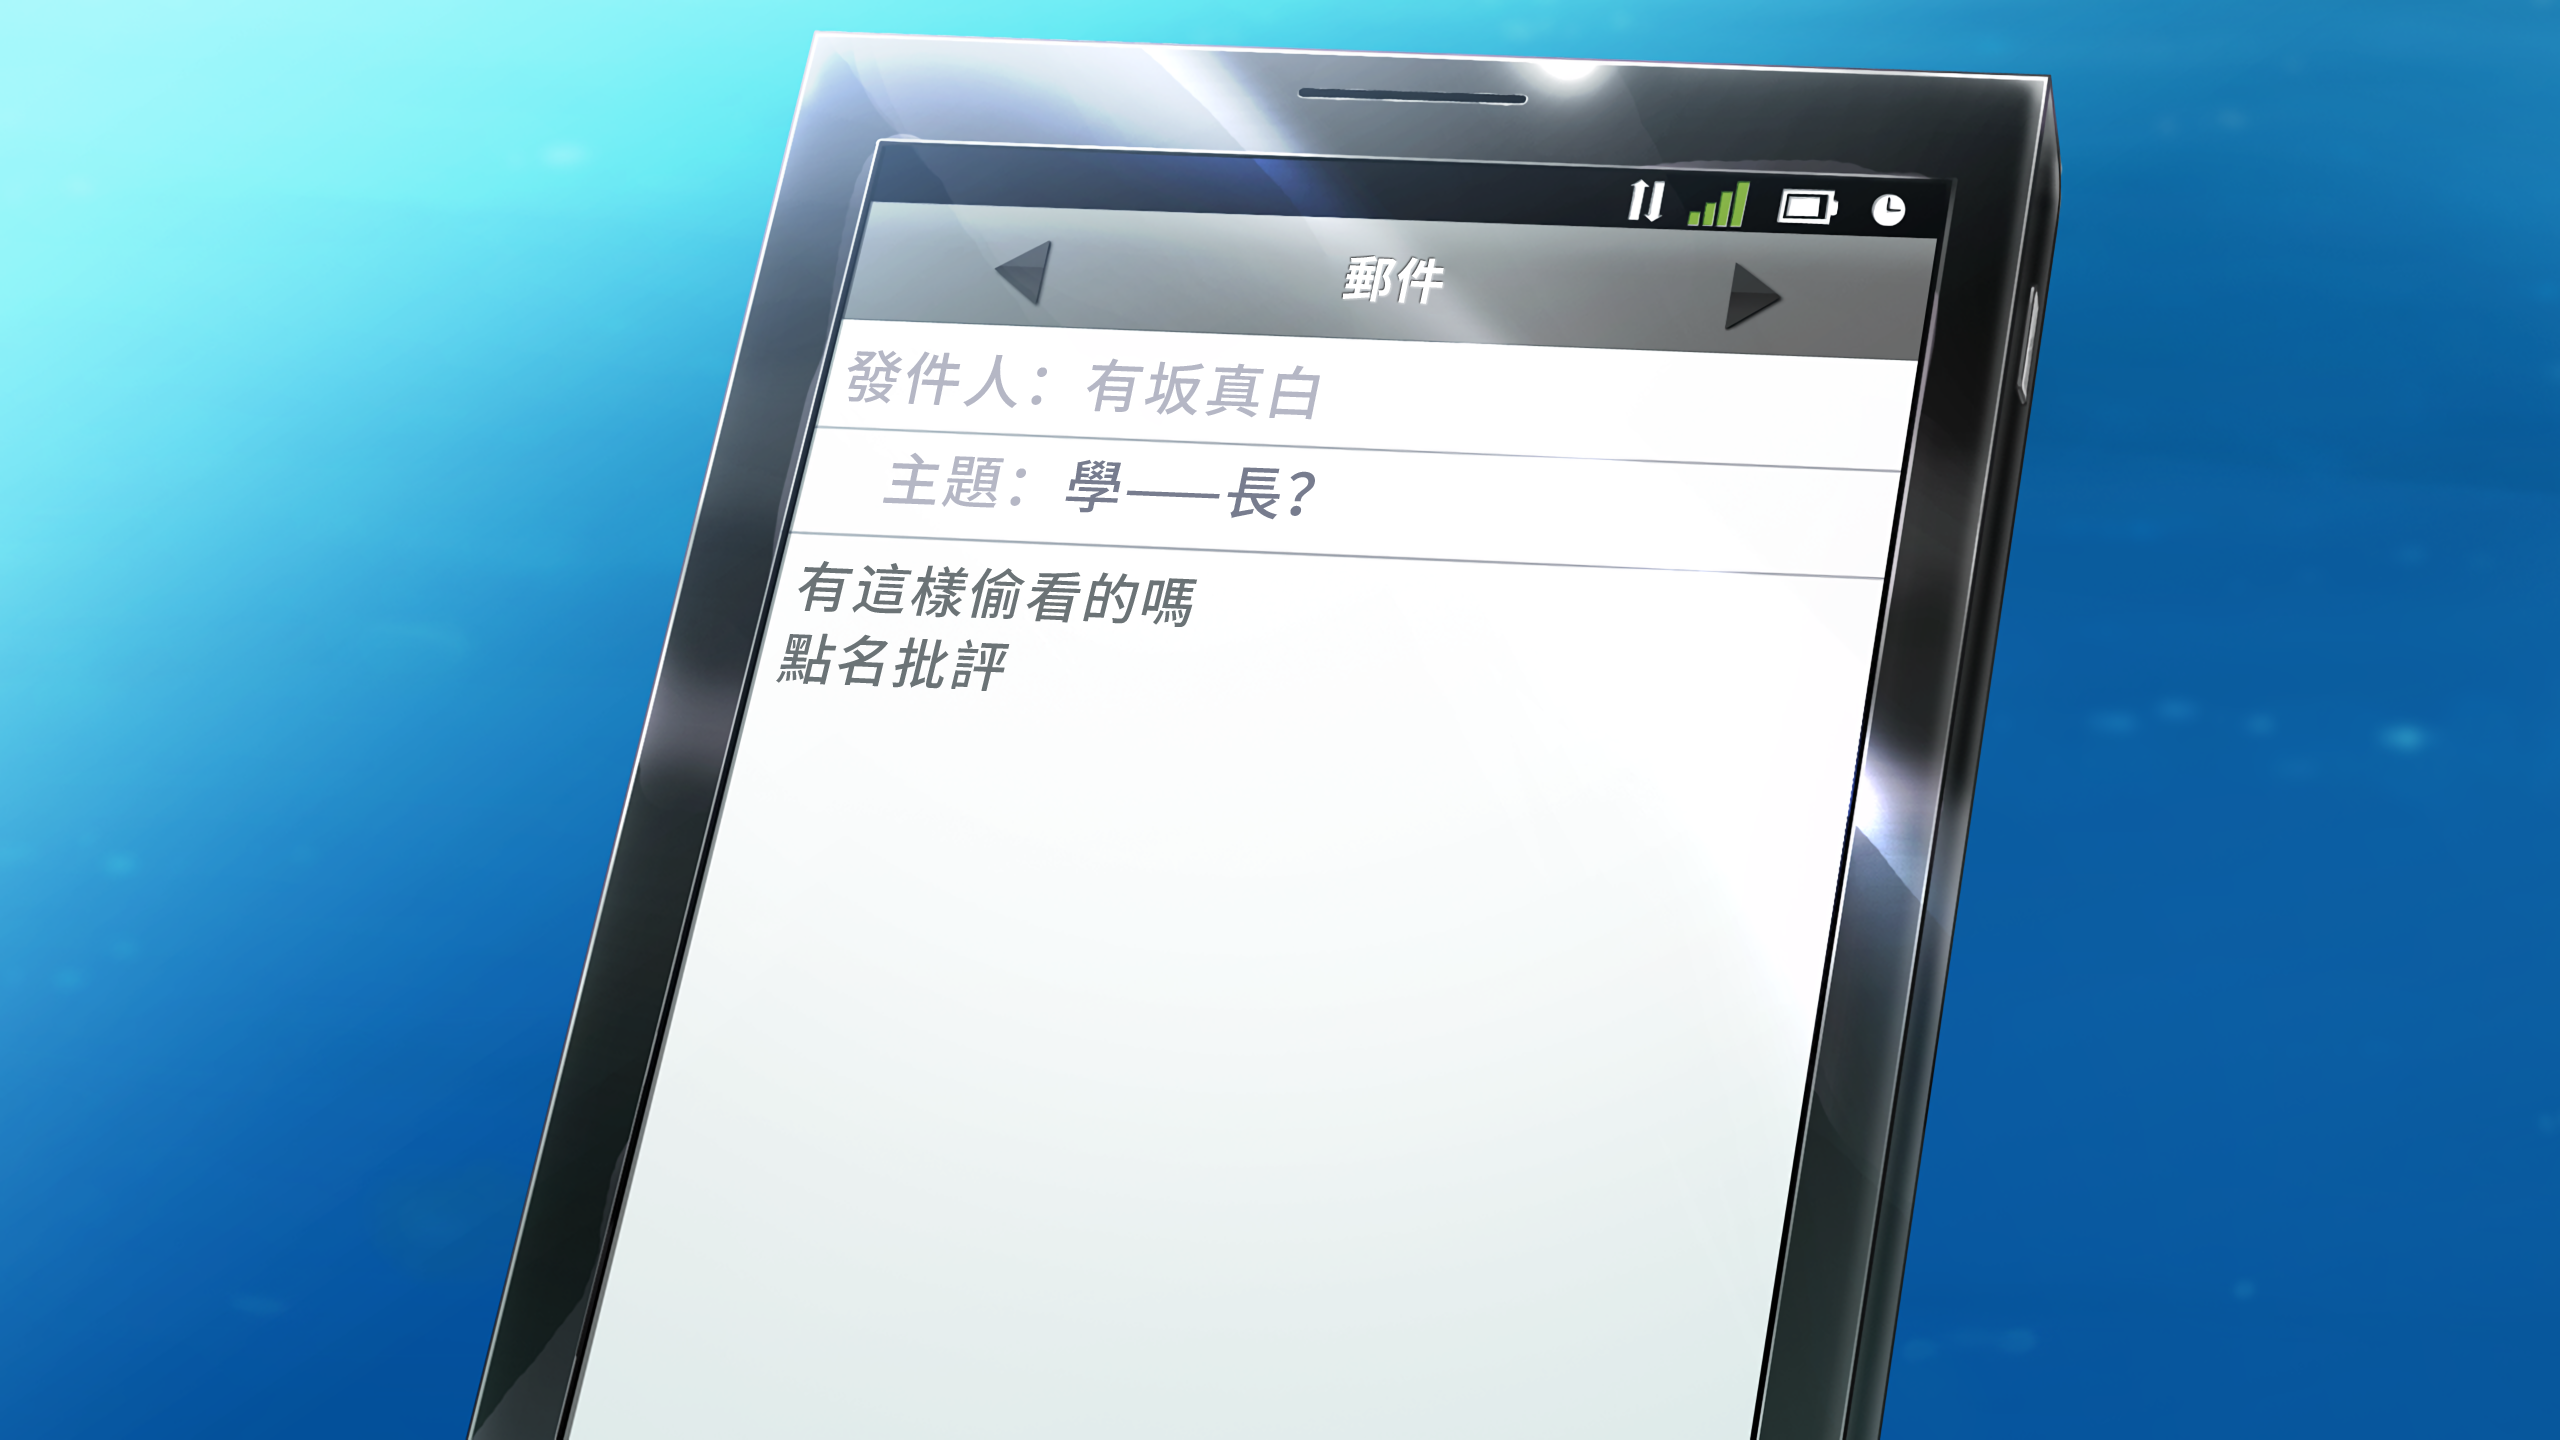 郵件
發件人：有坂真白
主題：學——長?
有這樣偷看的嗎
點名批評